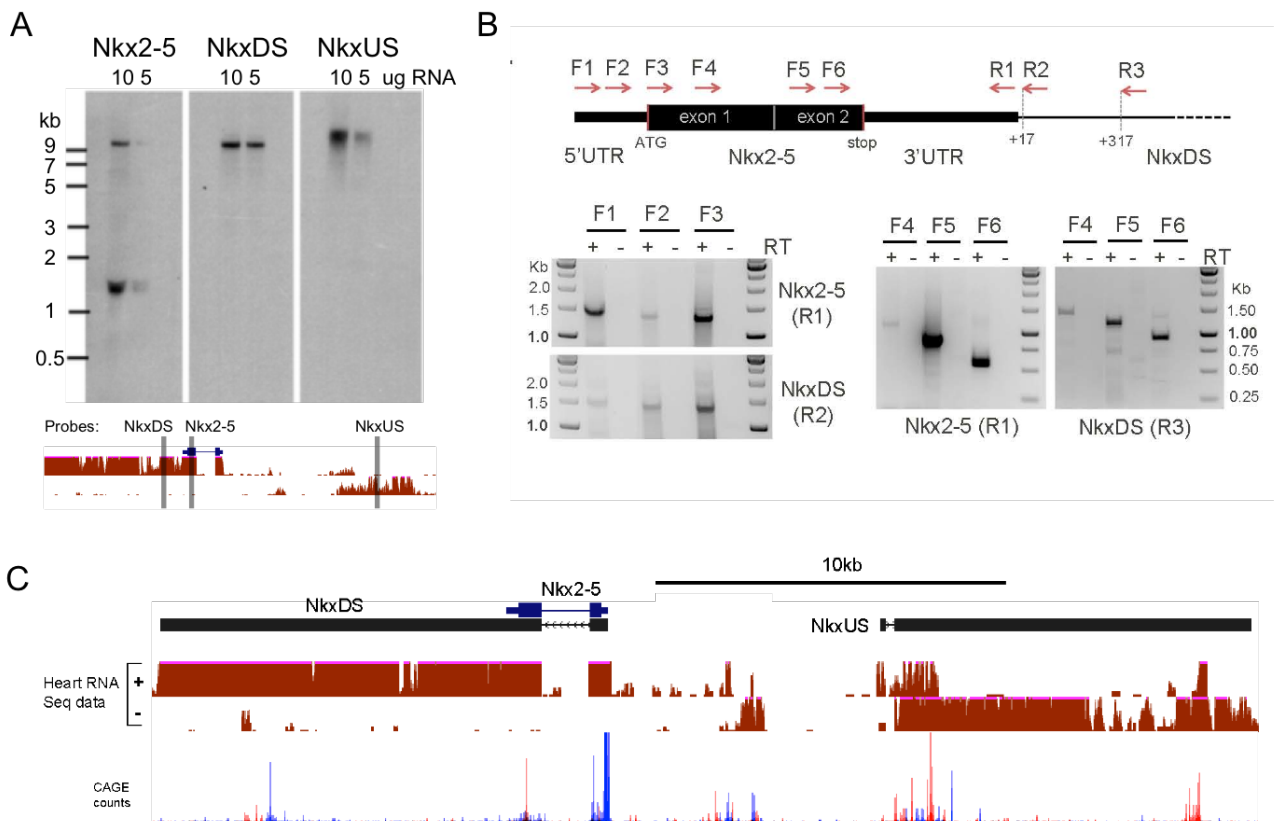 A
Nkx2-5 NkxDS NkxUS
10 5 10 5 10 5 ug RNA
kb
9
7
5
3
2
1
0.5
Probes: NkxDS Nkx2-5 NkxUS
B
F1 F2 F3 F4 F5 F6 R1 R2 R3
exon 1 exon 2
ATG stop +17 +317
5'UTR Nkx2-5 3'UTR NkxDS
F1 F2 F3
+ - + - + - RT
Kb
2.0
1.5
1.0
Nkx2-5
(R1)
2.0
1.5
1.0
NkxDS
(R2)
F4 F5 F6 F4 F5 F6
+ - + - + - + - + - + - RT
Kb
1.50
1.00
0.75
0.50
0.25
Nkx2-5 (R1) NkxDS (R3)
C
10kb
Nkx2-5
NkxDS
NkxUS
Heart RNA
Seq data
+
-
CAGE
counts